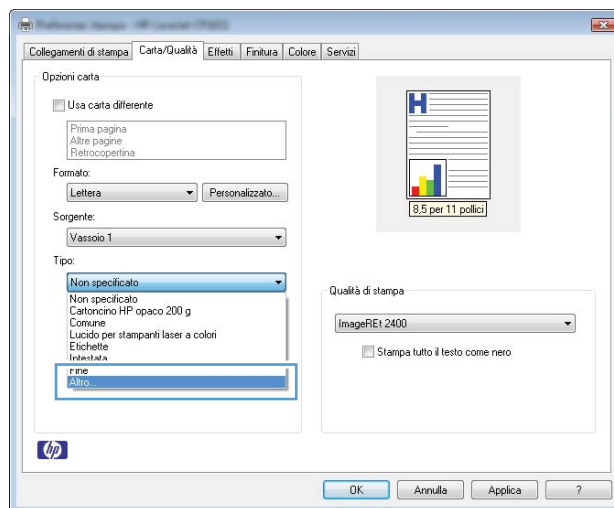 Collegamenti di stampa Carta/Qualità Effetti Finitura Colore Servizi
Opzioni carta
Usa carta differente
Prima pagina
Altre pagine
Retrocopertina
Formato:
Lettera Personalizzato...
Sorgente:
Vassoio 1
Tipo:
Non specificato
Non specificato
Cartoncino HP opaco 200 g
Comune
Lucido per stampanti laser a colori
Etichette
Intestata
Fine
Altro...
H
8,5 per 11 pollici
Qualità di stampa
ImageREt 2400
Stampa tutto il testo come nero
hp
OK Annulla Applica ?